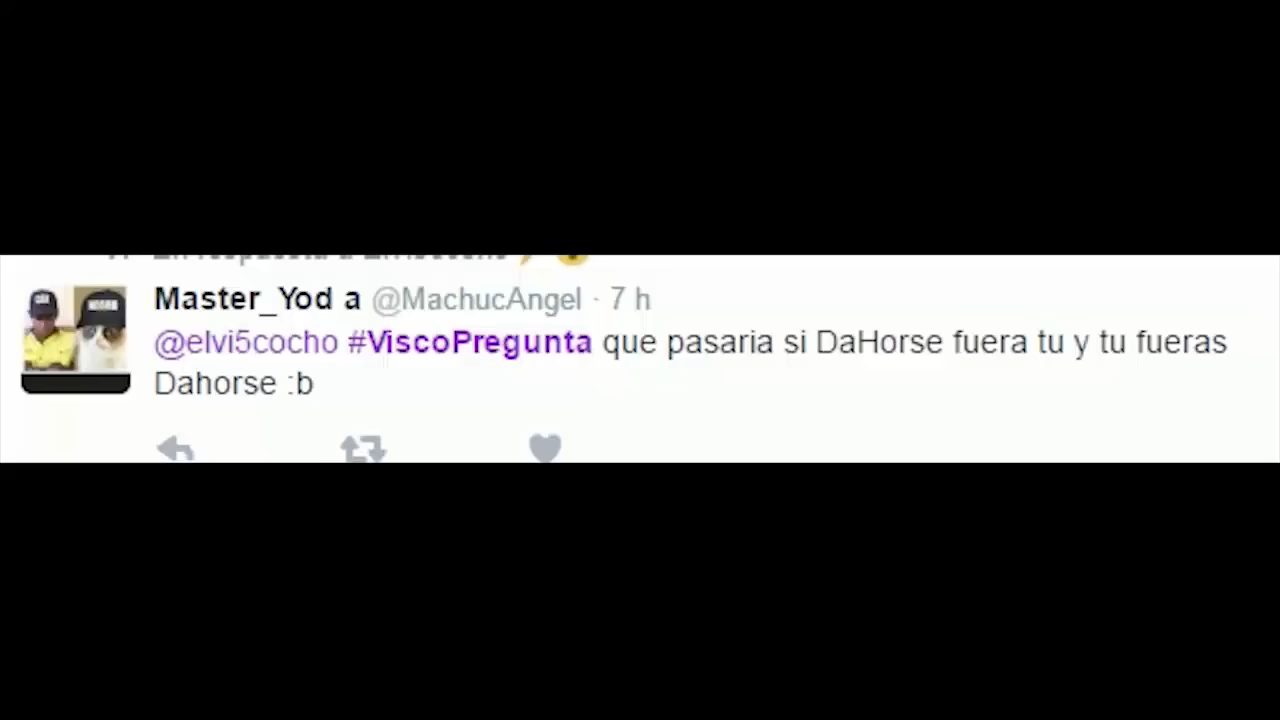 Master_Yod a @MachucAngel · 7 h
@elvi5cocho #ViscoPregunta que pasaria si DaHorse fuera tu y tu fueras
Dahorse :b